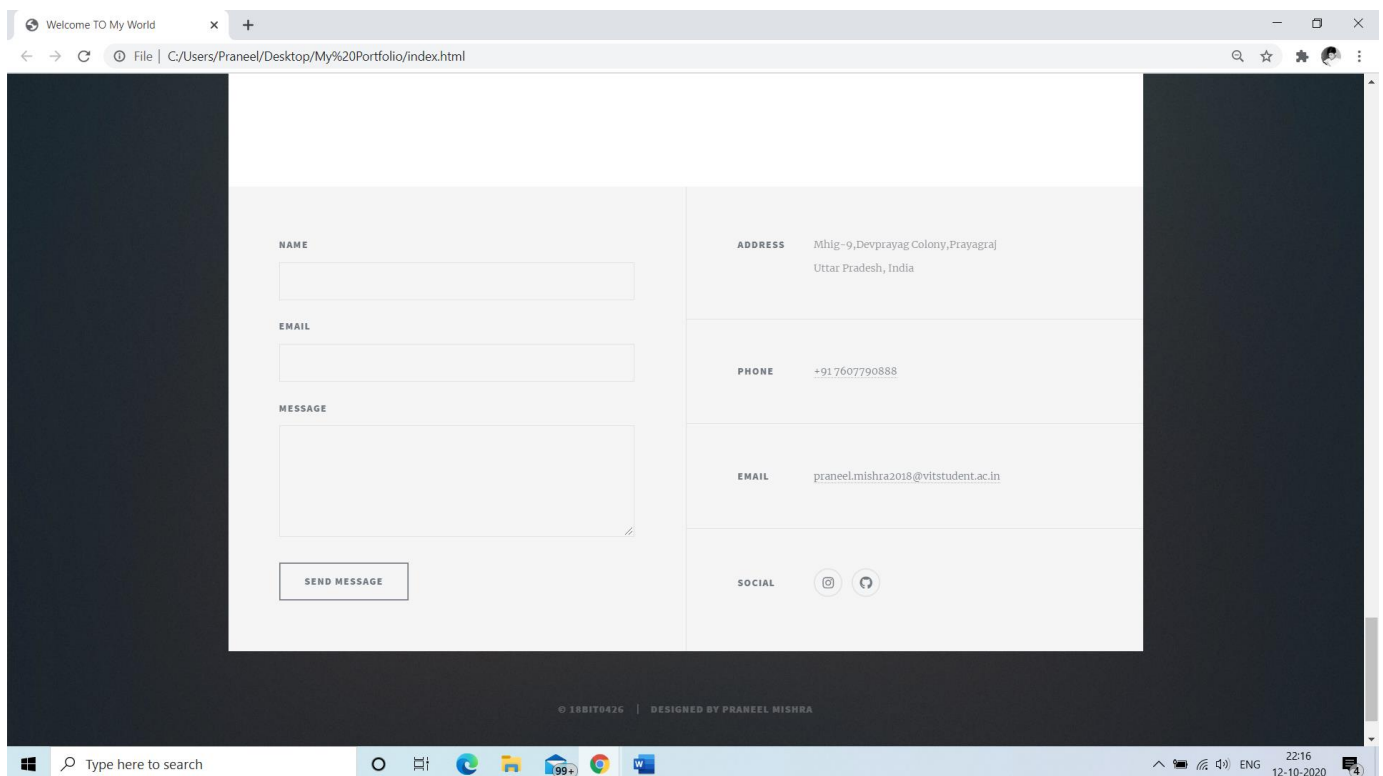 Welcome TO My World
File | C:/Users/Praneel/Desktop/My%20Portfolio/index.html
NAME
EMAIL
MESSAGE
SEND MESSAGE
ADDRESS Mhig-9,Devprayag Colony,Prayagraj
Uttar Pradesh, India
PHONE +91 7607790888
EMAIL praneel.mishra2018@vitstudent.ac.in
SOCIAL
© 18BIT0426 | DESIGNED BY PRANEEL MISHRA
Type here to search
99+
W
ENG
22:16
12-10-2020
4